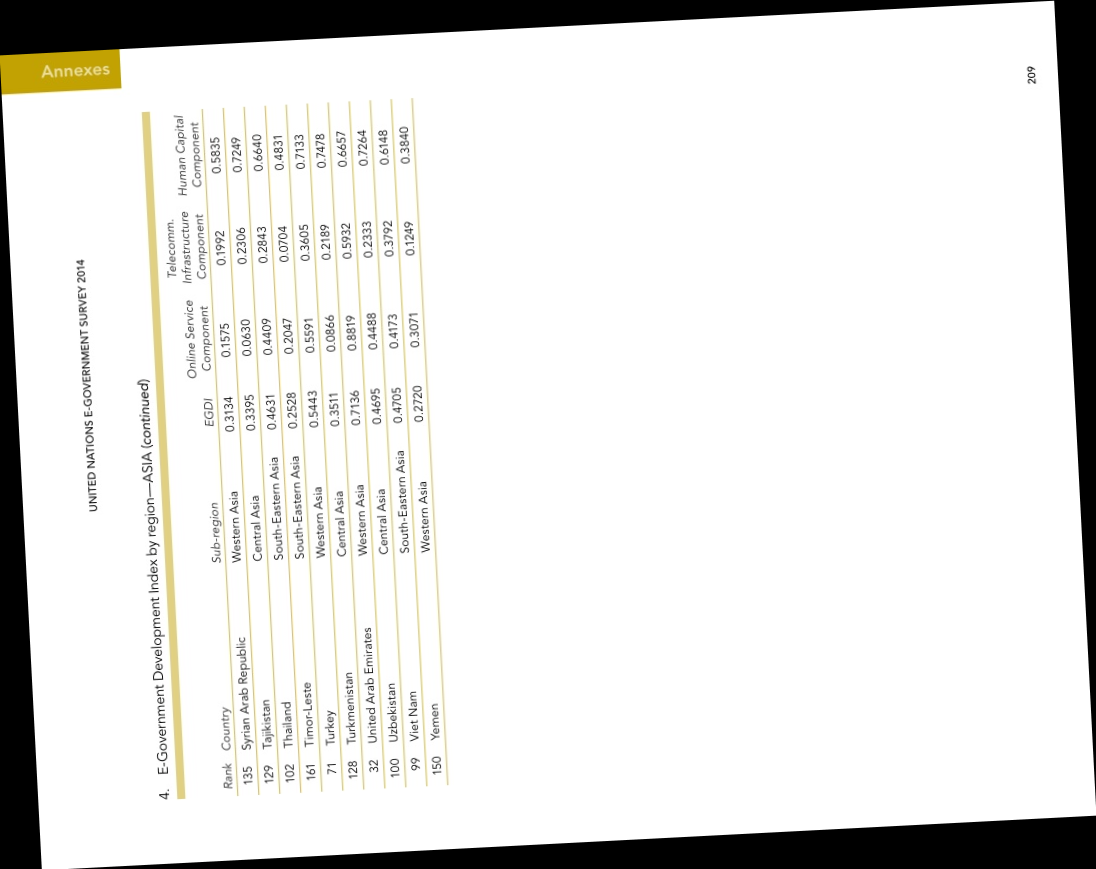 UNITED NATIONS E-GOVERNMENT SURVEY 2014
Annexes
4. E-Government Development Index by region—ASIA (continued)
Rank Country Sub-region EGDI Online Service Component Telecomm. Infrastructure Component Human Capital Component
135 Syrian Arab Republic Western Asia 0.3134 0.1575 0.1992 0.5835
129 Tajikistan Central Asia 0.3395 0.0630 0.2306 0.7249
102 Thailand South-Eastern Asia 0.4631 0.4409 0.2843 0.6640
161 Timor-Leste South-Eastern Asia 0.2528 0.2047 0.0704 0.4831
71 Turkey Western Asia 0.5443 0.5591 0.3605 0.7133
128 Turkmenistan Central Asia 0.3511 0.0866 0.2189 0.7478
32 United Arab Emirates Western Asia 0.7136 0.8819 0.5932 0.6657
100 Uzbekistan Central Asia 0.4695 0.4488 0.2333 0.7264
99 Viet Nam South-Eastern Asia 0.4705 0.4173 0.3792 0.6148
150 Yemen Western Asia 0.2720 0.3071 0.1249 0.3840
209